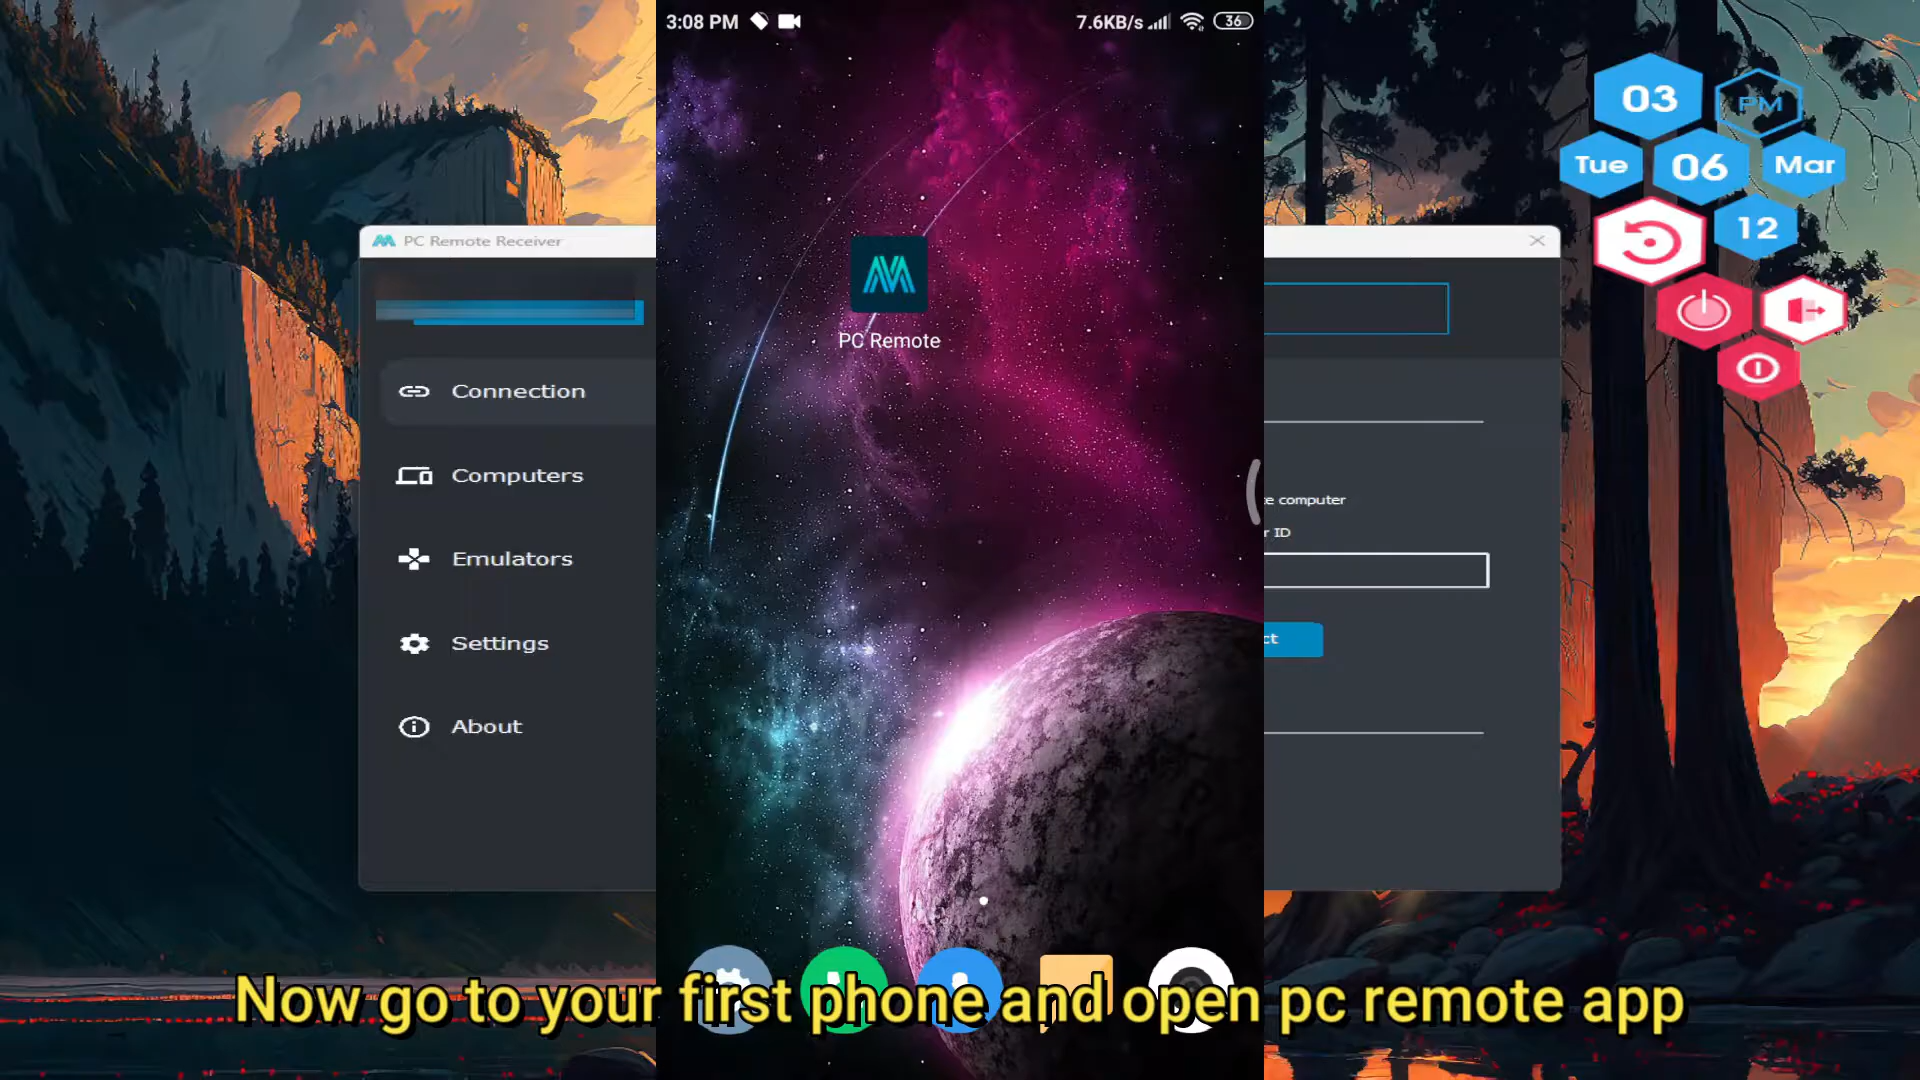 3:08 PM
7.6KB/s
36
03
PM
Tue
06
Mar
12
PC Remote Receiver
PC Remote
Connection
Computers
Emulators
Settings
About
computer
ID
Now go to your first phone and open pc remote app